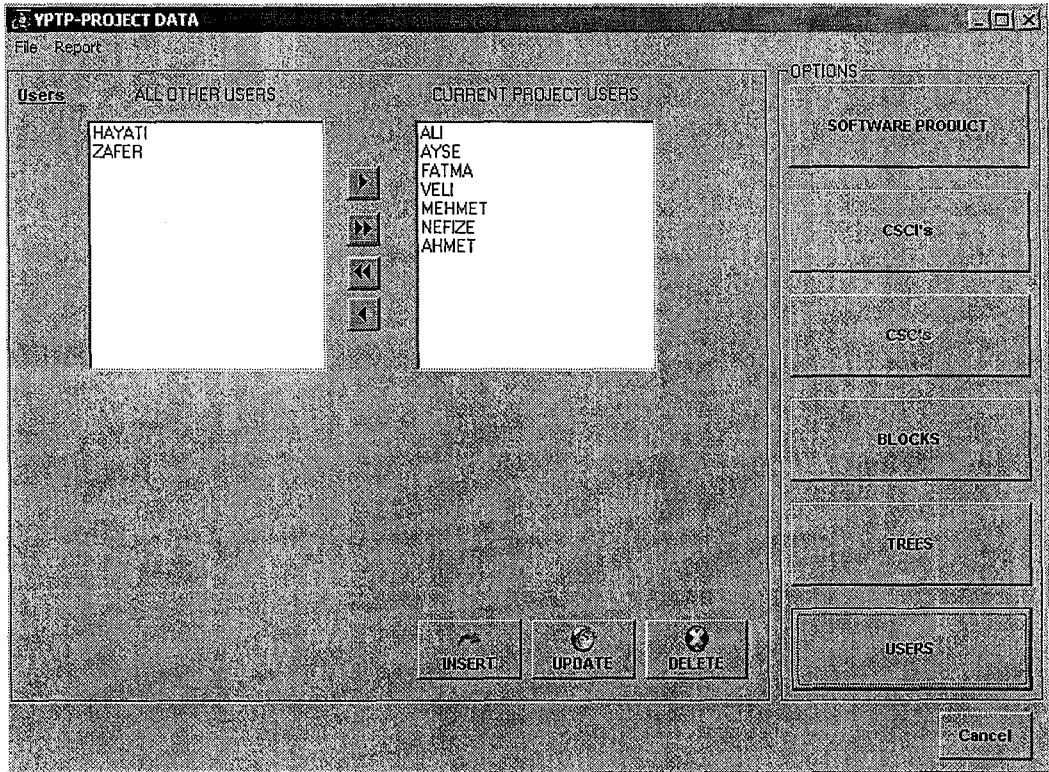 YPTP-PROJECT DATA
File Report
Users ALL OTHER USERS CURRENT PROJECT USERS
HAYATI
ZAFER
ALI
AYSE
FATMA
VELI
MEHMET
NEFIZE
AHMET
INSERT UPDATE DELETE
OPTIONS
SOFTWARE PRODUCT
CSCI's
CSC's
BLOCKS
TREES
USERS
Cancel